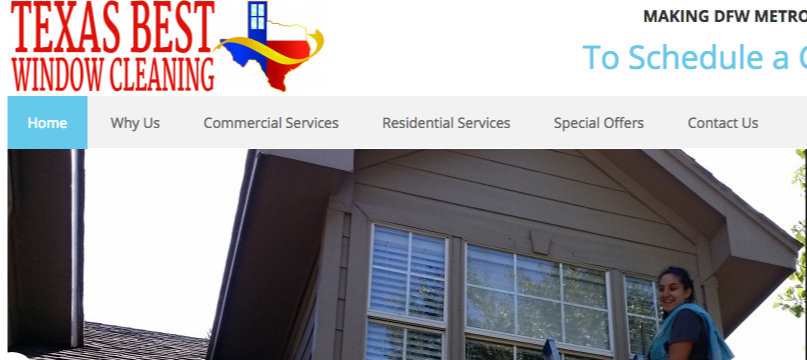 TEXAS BEST
WINDOW CLEANING
MAKING DFW METRO
To Schedule a
Home Why Us Commercial Services Residential Services Special Offers Contact Us